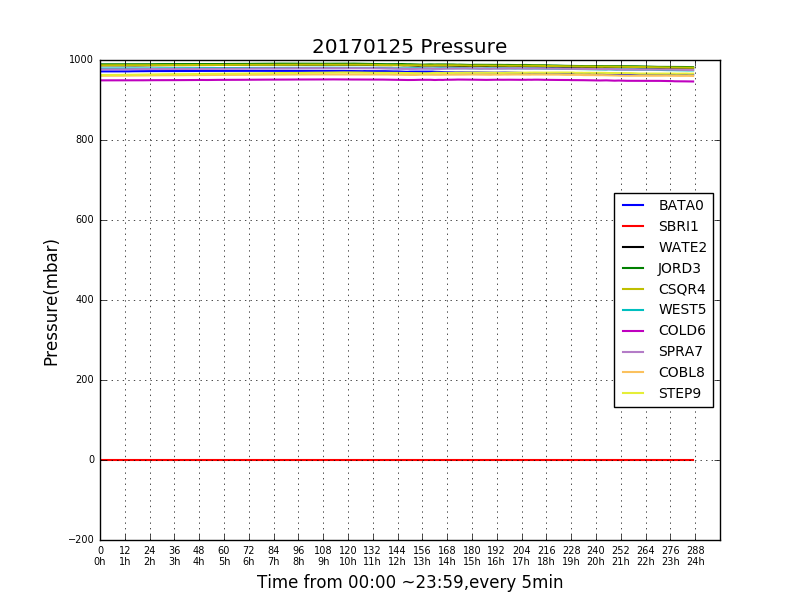 20170125 Pressure
1000
800
600
400
200
0
−200
Pressure(mbar)
BATA0
SBRI1
WATE2
JORD3
CSQR4
WEST5
COLD6
SPRA7
COBL8
STEP9
0 12 24 36 48 60 72 84 96 108 120 132 144 156 168 180 192 204 216 228 240 252 264 276 288
0h 1h 2h 3h 4h 5h 6h 7h 8h 9h 10h 11h 12h 13h 14h 15h 16h 17h 18h 19h 20h 21h 22h 23h 24h
Time from 00:00 ~23:59,every 5min